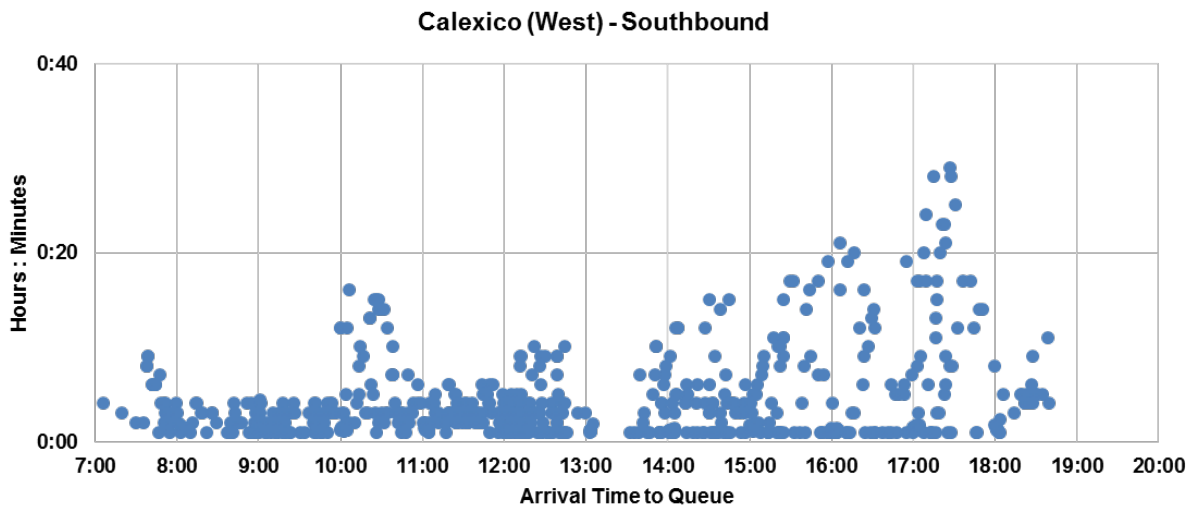 Calexico (West) - Southbound
0:40
0:20
0:00
Hours : Minutes
7:00 8:00 9:00 10:00 11:00 12:00 13:00 14:00 15:00 16:00 17:00 18:00 19:00 20:00
Arrival Time to Queue